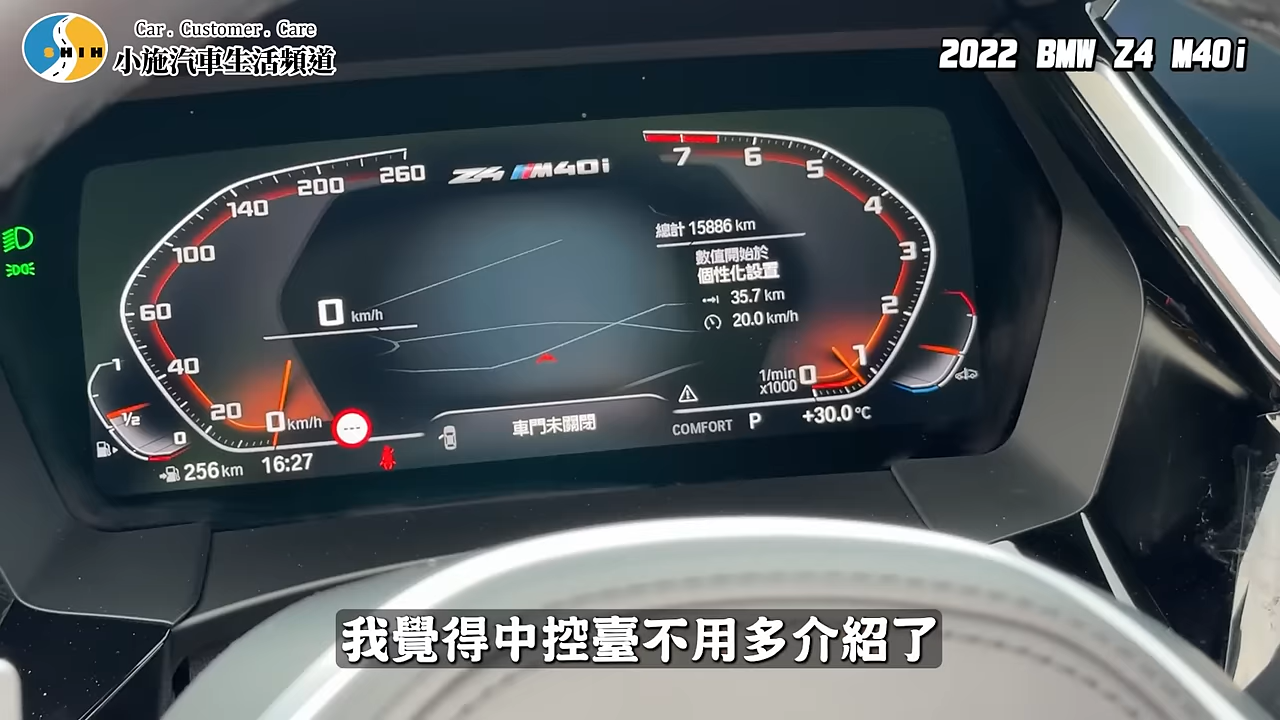 Car. Customer. Care
SHIH
小施汽車生活頻道
2022 BMW Z4 M40i
Z4 M40i
260
200
140
100
60
40
20
0 km/h
0 km/h
---
7
6
5
4
3
2
1
0
1/min
x1000
總計 15886 km
數值開始於
個性化設置
35.7 km
20.0 km/h
1
1/2
0
256 km
16:27
車門未關閉
COMFORT P
+30.0 °C
我覺得中控臺不用多介紹了